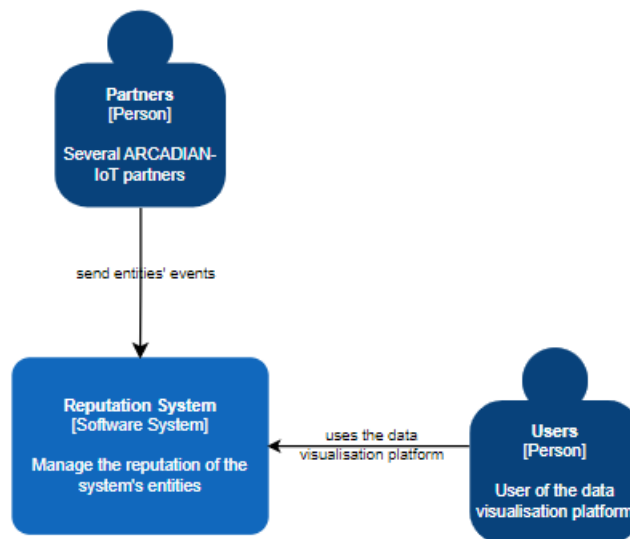 Partners
[Person]
Several ARCADIAN-
IoT partners
send entities' events
Reputation System
[Software System]
Manage the reputation of the
system's entities
uses the data
visualisation platform
Users
[Person]
User of the data
visualisation platform